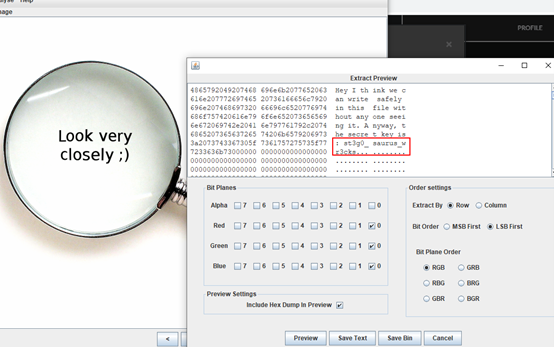 alyse Help
mage
PROFILE
Look very
closely ;)
Extract Preview
4865792049207468 696e6b2077652063 Hey I th ink we c
616e207772697465 20736166656c7920 an write  safely
696e207468697320 66696c6520776974 in this  file wit
686f757420616e79 6f6e652073656569 hout any one seei
6e672069742e2041 6e797761792c2074 ng it. A nyway, t
6865207365637265 74206b6579206973 he secre t key is
3a2073743367305f 7361757275735f77 : st3g0_ saurus_w
7233636b73000000 0000000000000000 r3cks... ........
0000000000000000 0000000000000000 ........ ........
0000000000000000 0000000000000000 ........ ........
Bit Planes
Alpha 7 6 5 4 3 2 1 0
Red 7 6 5 4 3 2 1 0
Green 7 6 5 4 3 2 1 0
Blue 7 6 5 4 3 2 1 0
Preview Settings
Include Hex Dump In Preview
Order settings
Extract By Row Column
Bit Order MSB First LSB First
Bit Plane Order
RGB GRB
RBG BRG
GBR BGR
< Preview Save Text Save Bin Cancel